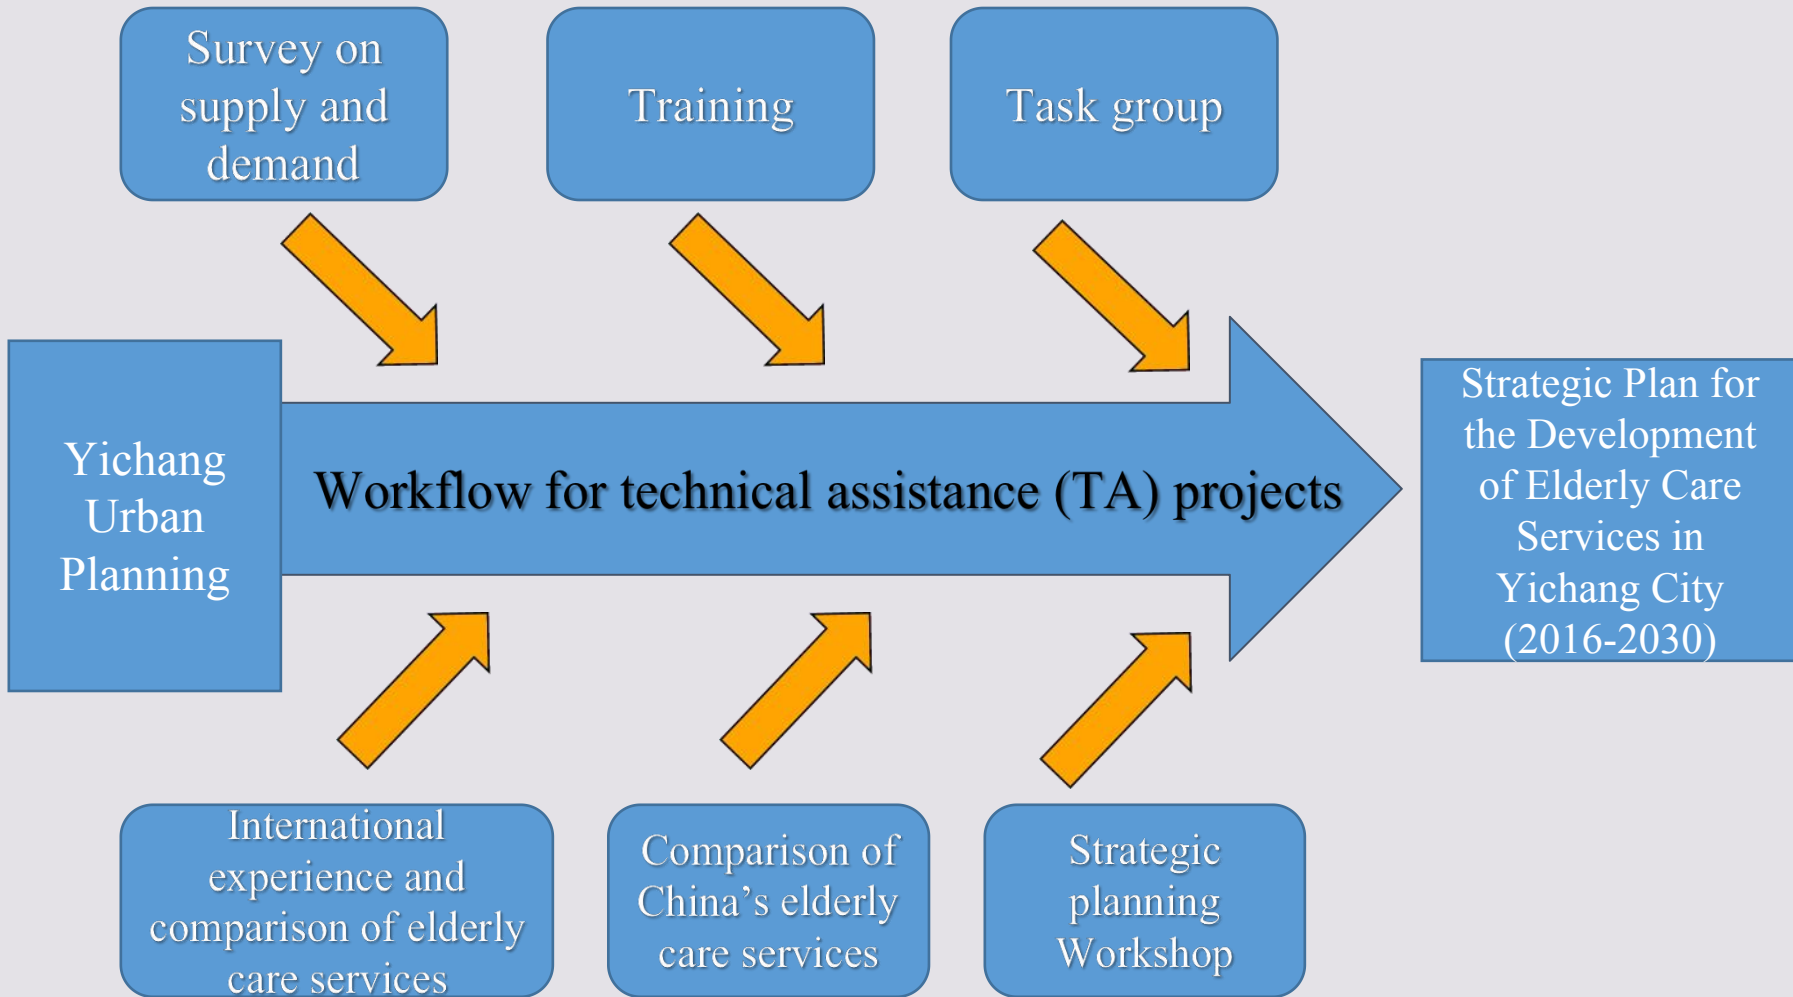 Survey on
supply and
demand
Training
Task group
Yichang
Urban
Planning
Workflow for technical assistance (TA) projects
Strategic Plan for
the Development
of Elderly Care
Services in
Yichang City
(2016-2030)
International
experience and
comparison of elderly
care services
Comparison of
China’s elderly
care services
Strategic
planning
Workshop